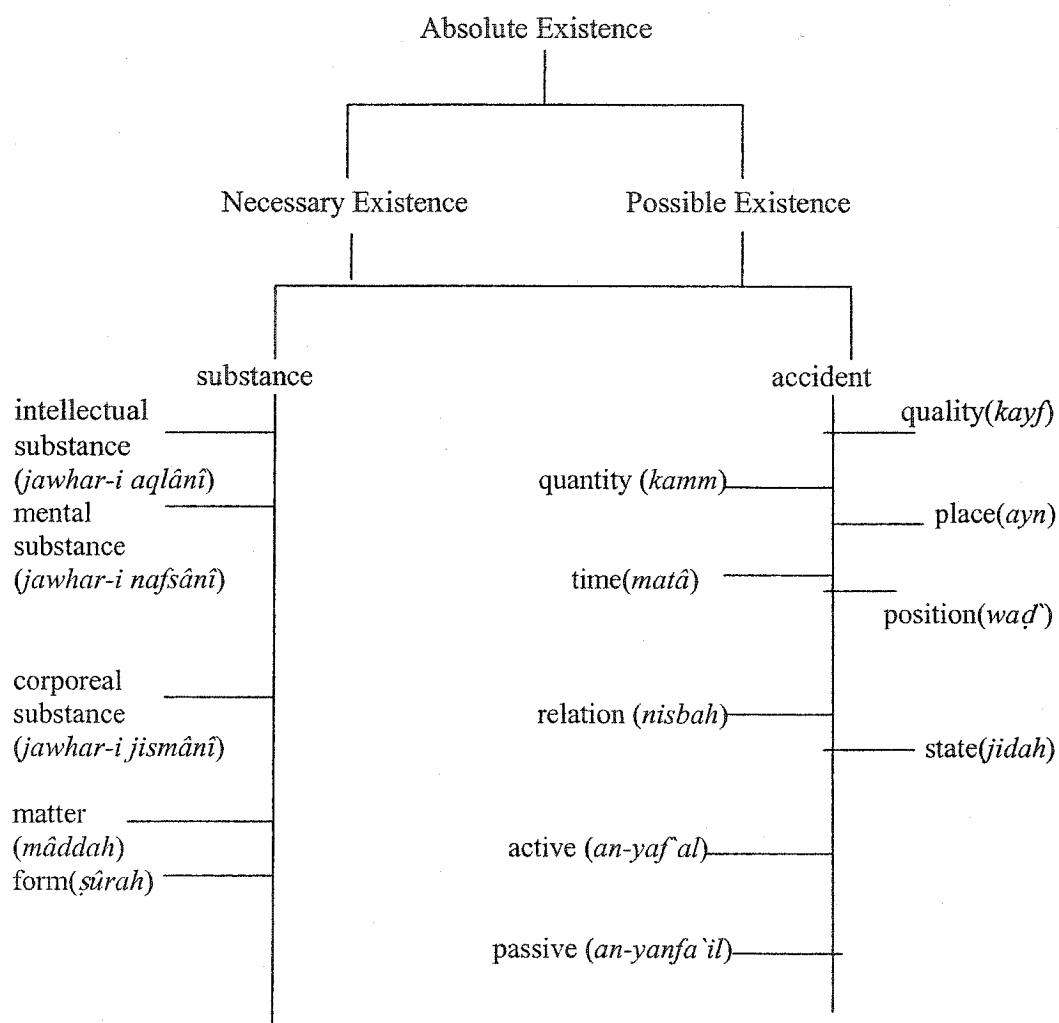 Absolute Existence
Necessary Existence
Possible Existence
substance
accident
intellectual
substance
(jawhar-i aqlânî)
mental
substance
(jawhar-i nafsânî)
corporeal
substance
(jawhar-i jismânî)
matter
(mâddah)
form(ṣûrah)
quality(kayf)
quantity (kamm)
place(ayn)
time(matâ)
position(waḍ`)
relation (nisbah)
state(jidah)
active (an-yaf`al)
passive (an-yanfa`il)